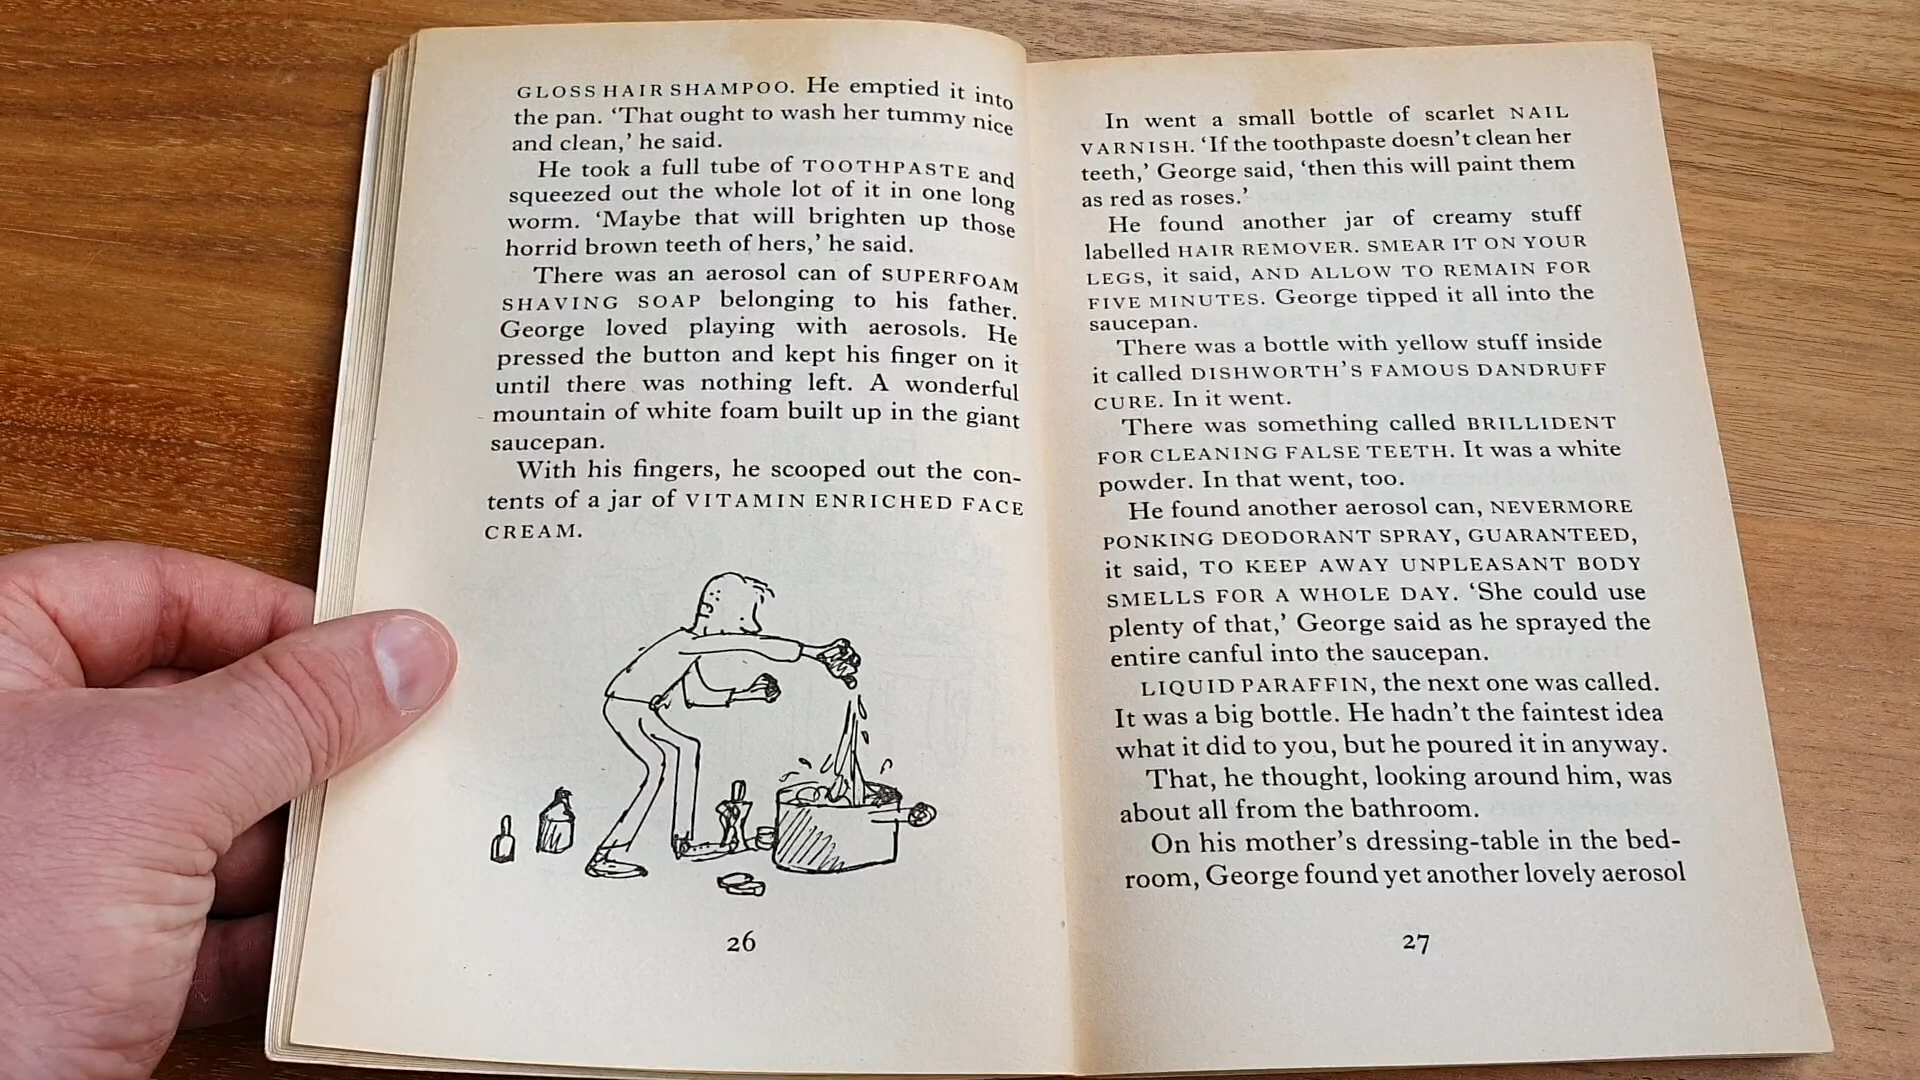 GLOSS HAIR SHAMPOO. He emptied it into
the pan. ‘That ought to wash her tummy nice
and clean,’ he said.
He took a full tube of TOOTHPASTE and
squeezed out the whole lot of it in one long
worm. ‘Maybe that will brighten up those
horrid brown teeth of hers,’ he said.
There was an aerosol can of SUPERFOAM
SHAVING SOAP belonging to his father.
George loved playing with aerosols. He
pressed the button and kept his finger on it
until there was nothing left. A wonderful
mountain of white foam built up in the giant
saucepan.
With his fingers, he scooped out the con-
tents of a jar of VITAMIN ENRICHED FACE
CREAM.
26
In went a small bottle of scarlet NAIL
VARNISH. ‘If the toothpaste doesn’t clean her
teeth,’ George said, ‘then this will paint them
as red as roses.’
He found another jar of creamy stuff
labelled HAIR REMOVER. SMEAR IT ON YOUR
LEGS, it said, AND ALLOW TO REMAIN FOR
FIVE MINUTES. George tipped it all into the
saucepan.
There was a bottle with yellow stuff inside
it called DISHWORTH’S FAMOUS DANDRUFF
CURE. In it went.
There was something called BRILLIDENT
FOR CLEANING FALSE TEETH. It was a white
powder. In that went, too.
He found another aerosol can, NEVERMORE
PONKING DEODORANT SPRAY, GUARANTEED,
it said, TO KEEP AWAY UNPLEASANT BODY
SMELLS FOR A WHOLE DAY. ‘She could use
plenty of that,’ George said as he sprayed the
entire canful into the saucepan.
LIQUID PARAFFIN, the next one was called.
It was a big bottle. He hadn’t the faintest idea
what it did to you, but he poured it in anyway.
That, he thought, looking around him, was
about all from the bathroom.
On his mother’s dressing-table in the bed-
room, George found yet another lovely aerosol
27